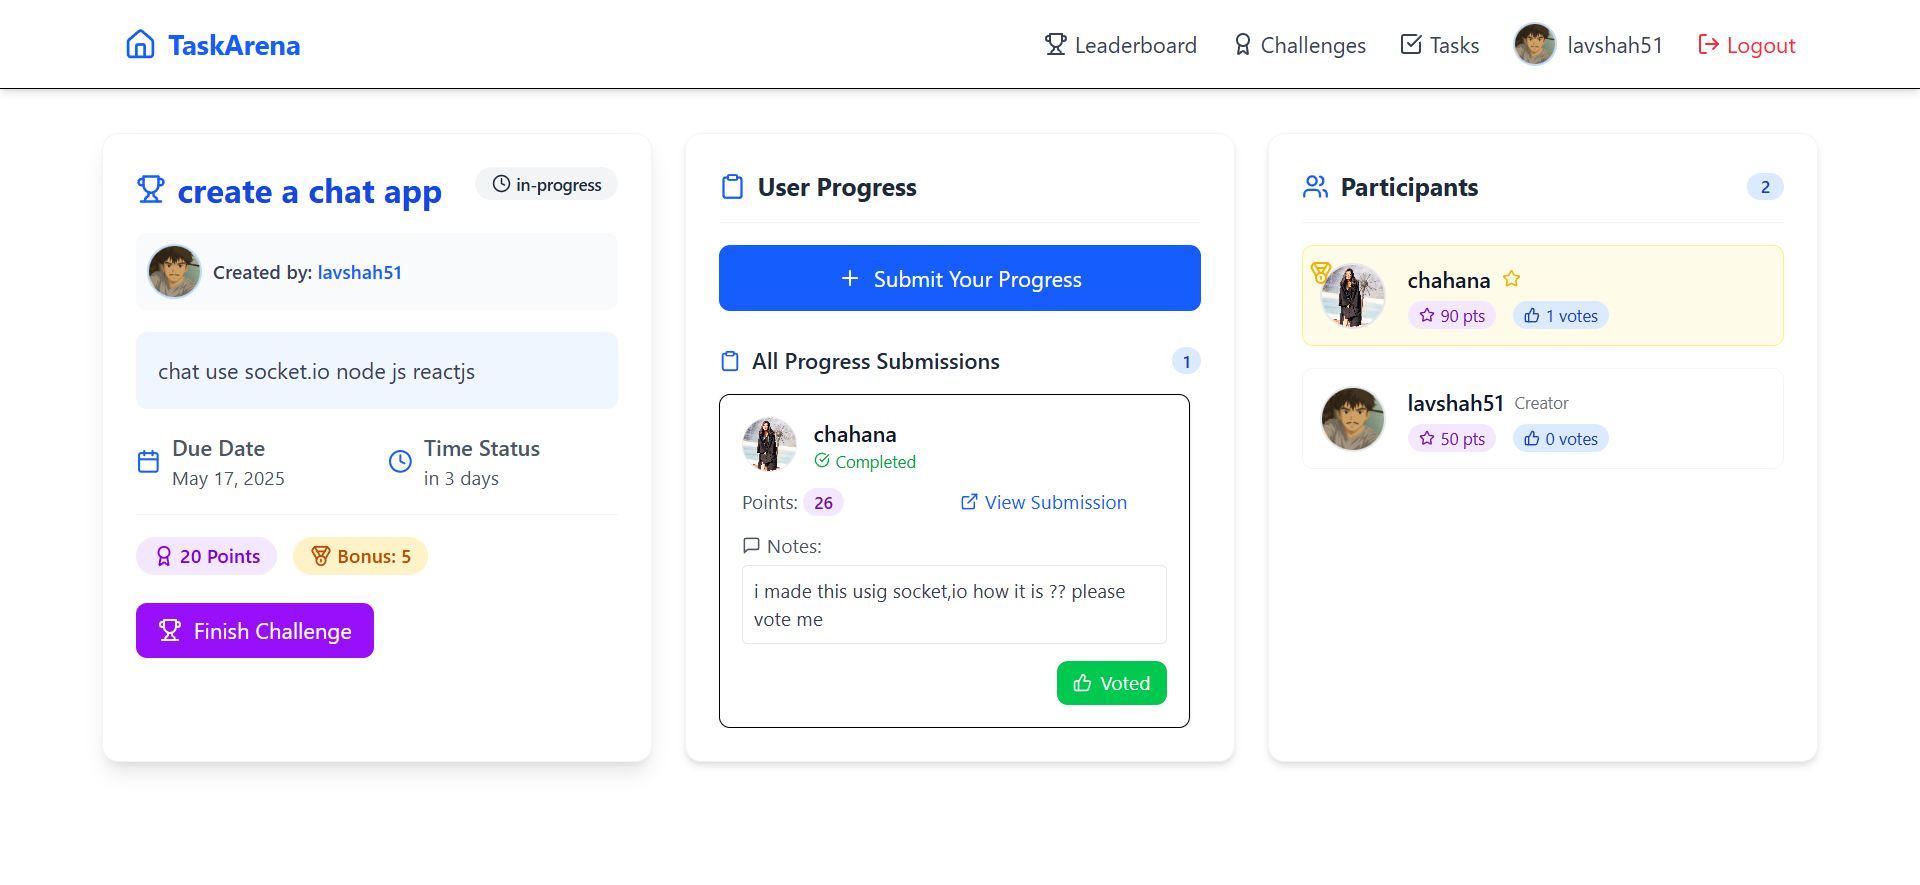 TaskArena
Leaderboard
Challenges
Tasks
lavshah51
Logout
create a chat app
in-progress
Created by: lavshah51
chat use socket.io node js reactjs
Due Date
May 17, 2025
Time Status
in 3 days
20 Points
Bonus: 5
Finish Challenge
User Progress
Submit Your Progress
All Progress Submissions
1
chahana
Completed
Points: 26
View Submission
Notes:
i made this usig socket,io how it is ?? please
vote me
Voted
Participants
2
chahana
90 pts
1 votes
lavshah51 Creator
50 pts
0 votes